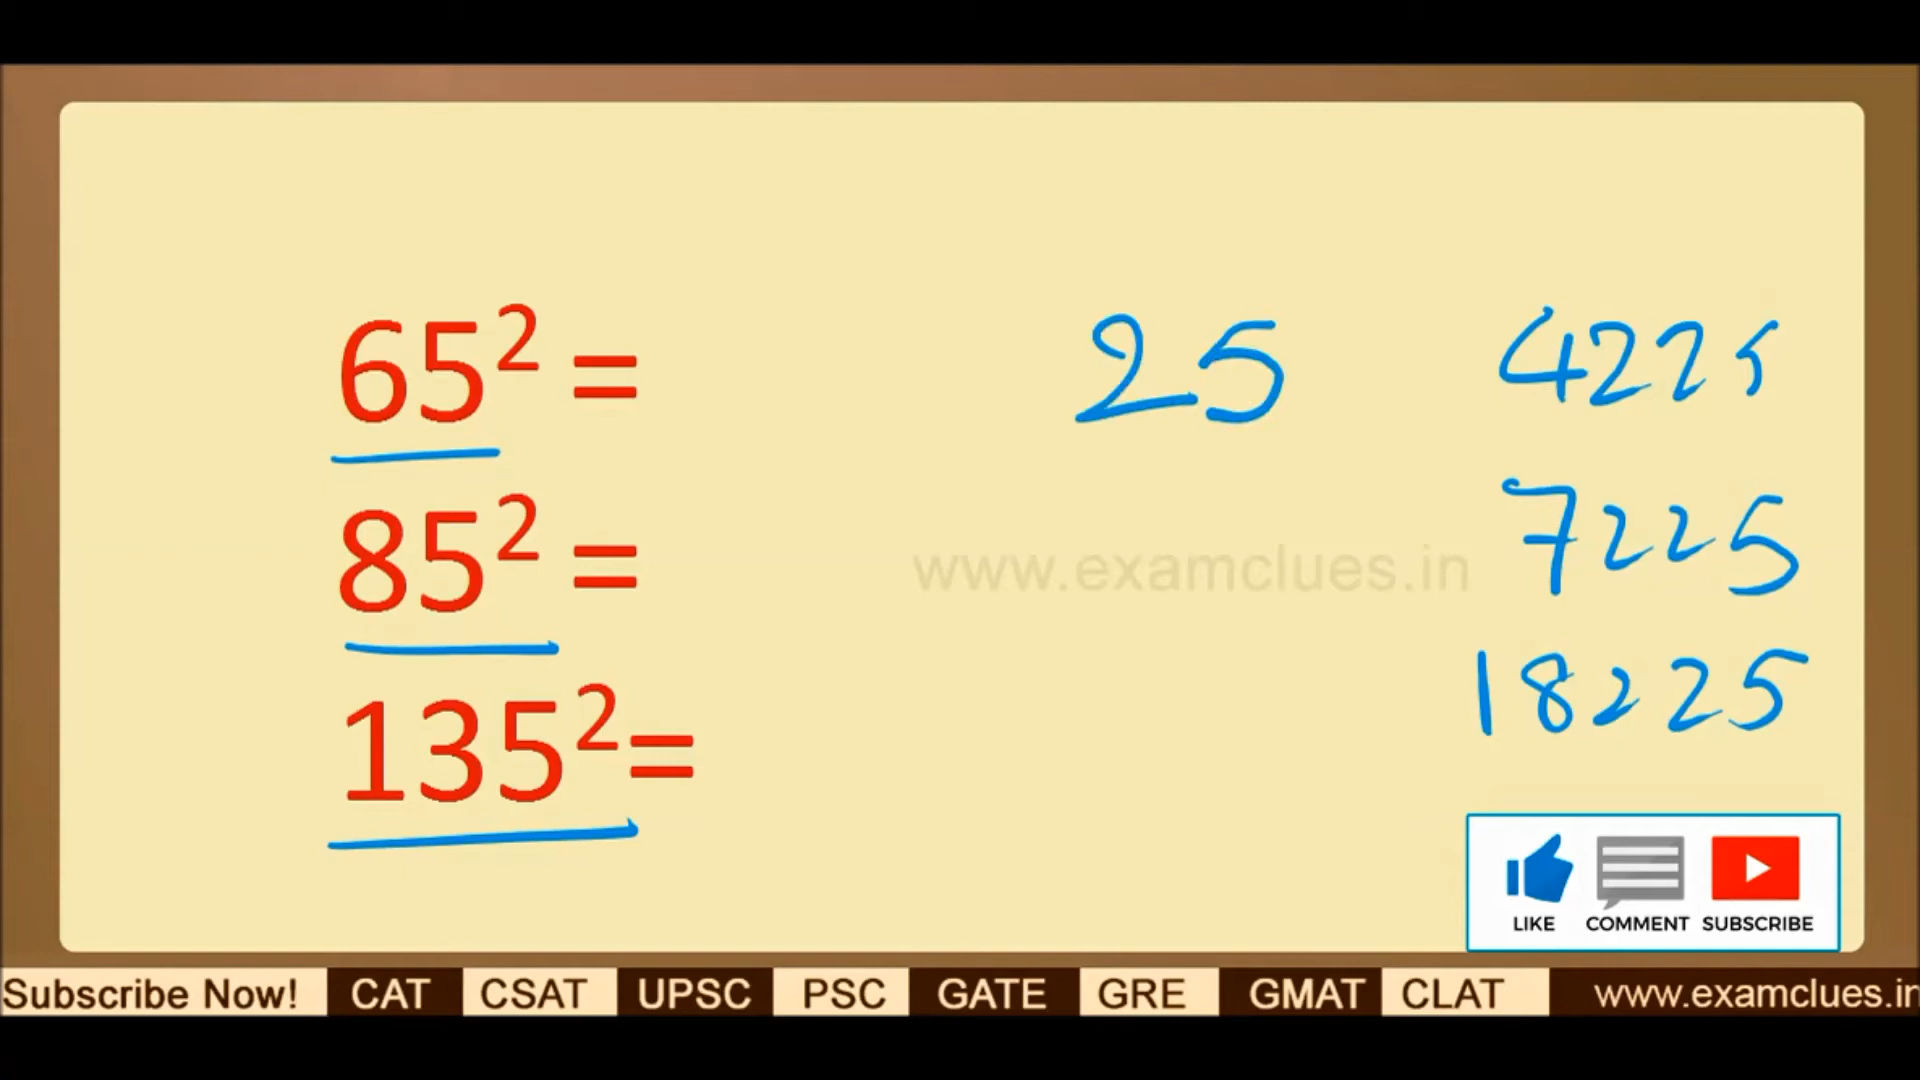 65² = 25 4225
www.examclues.in
85² = 7225
135²= 18225
LIKE COMMENT SUBSCRIBE
Subscribe Now! CAT CSAT UPSC PSC GATE GRE GMAT CLAT www.examclues.in